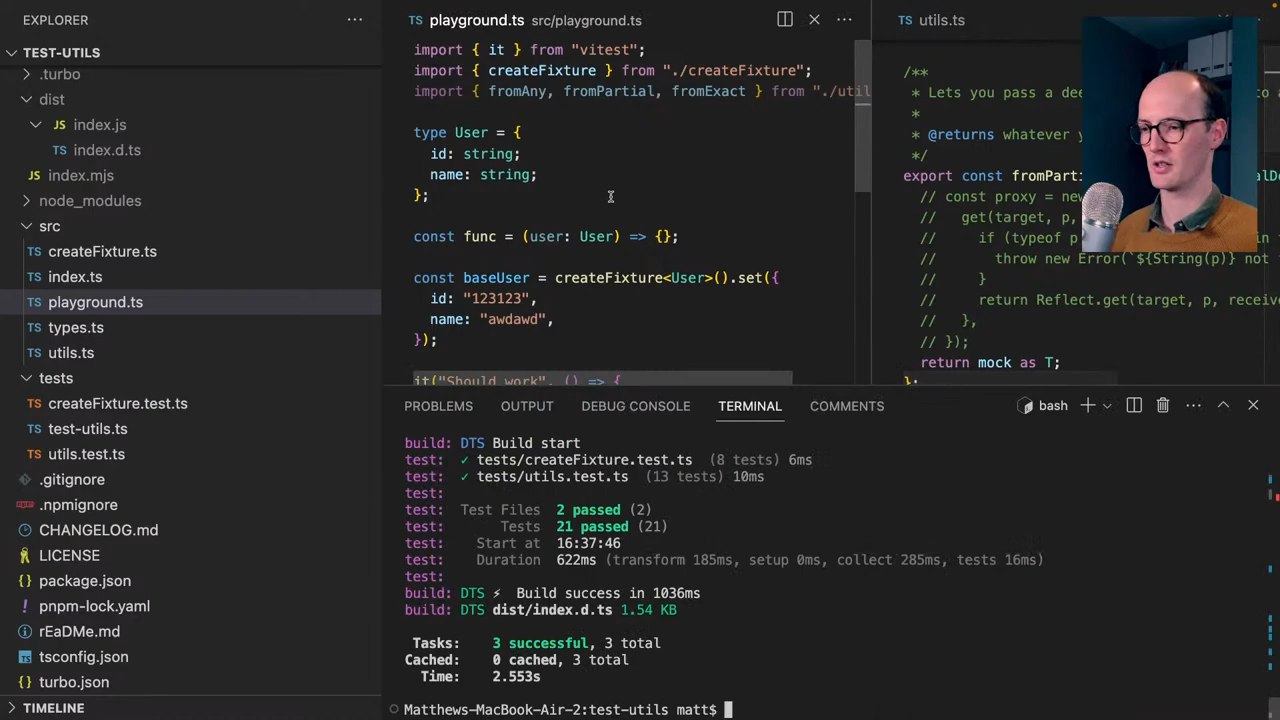 EXPLORER
TEST-UTILS
.turbo
dist
index.js
index.d.ts
index.mjs
node_modules
src
createFixture.ts
index.ts
playground.ts
types.ts
utils.ts
tests
createFixture.test.ts
test-utils.ts
utils.test.ts
.gitignore
.npmignore
CHANGELOG.md
LICENSE
package.json
pnpm-lock.yaml
rEaDMe.md
tsconfig.json
turbo.json
TIMELINE
playground.ts src/playground.ts
import { it } from "vitest";
import { createFixture } from "./createFixture";
import { fromAny, fromPartial, fromExact } from "./util
type User = {
id: string;
name: string;
};
const func = (user: User) => {};
const baseUser = createFixture<User>().set({
id: "123123",
name: "awdawd",
});
it("Should work", () => {
utils.ts
/**
* Lets you pass a dee
*
* @returns whatever y
*/
export const fromParti
// const proxy = new
// get(target, p,
// if (typeof p
// throw new Error(`${String(p)} not
// }
// return Reflect.get(target, p, receive
// },
// });
return mock as T;
};
PROBLEMS OUTPUT DEBUG CONSOLE TERMINAL COMMENTS
bash
build: DTS Build start
test: ✓ tests/createFixture.test.ts (8 tests) 6ms
test: ✓ tests/utils.test.ts (13 tests) 10ms
test:
test: Test Files 2 passed (2)
test: Tests 21 passed (21)
test: Start at 16:37:46
test: Duration 622ms (transform 185ms, setup 0ms, collect 285ms, tests 16ms)
test:
build: DTS ⚡ Build success in 1036ms
build: DTS dist/index.d.ts 1.54 KB
Tasks: 3 successful, 3 total
Cached: 0 cached, 3 total
Time: 2.553s
Matthews-MacBook-Air-2:test-utils matt$